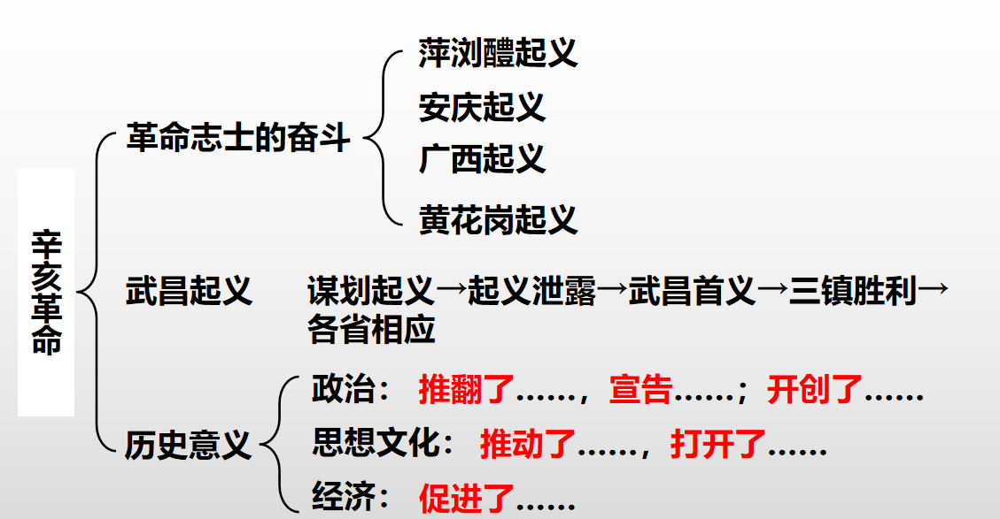 辛亥革命
革命志士的奋斗
萍浏醴起义
安庆起义
广西起义
黄花岗起义
武昌起义
谋划起义→起义泄露→武昌首义→三镇胜利→
各省相应
历史意义
政治：推翻了……，宣告……；开创了……
思想文化：推动了……，打开了……
经济：促进了……